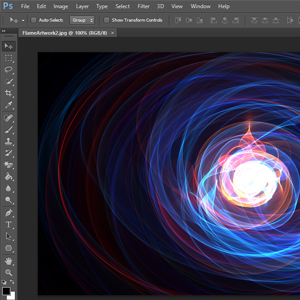 Ps File Edit Image Layer Type Select Filter 3D View Window Help
Auto-Select: Group Show Transform Controls
FlameArtwork2.jpg @ 100% (RGB/8) ×
T